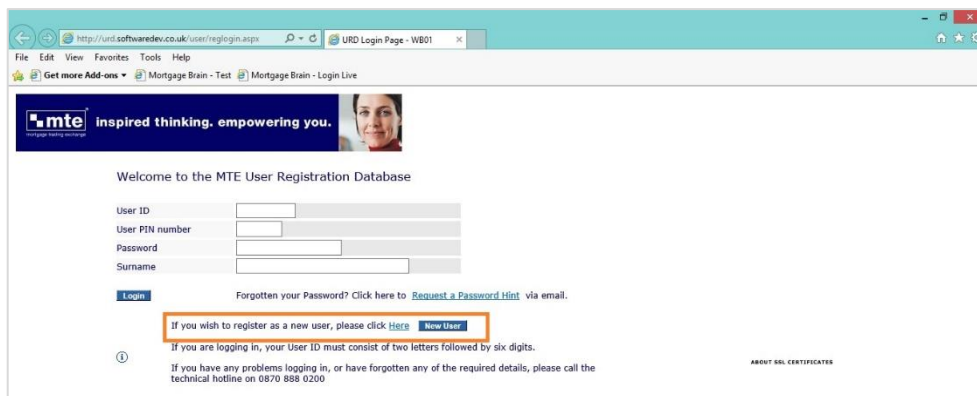 http://urd.softwaredev.co.uk/user/reglogin.aspx URD Login Page - WB01
File Edit View Favorites Tools Help
Get more Add-ons Mortgage Brain - Test Mortgage Brain - Login Live
mte inspired thinking. empowering you.
mortgage trading exchange
Welcome to the MTE User Registration Database
User ID
User PIN number
Password
Surname
Login Forgotten your Password? Click here to Request a Password Hint via email.
If you wish to register as a new user, please click Here New User
If you are logging in, your User ID must consist of two letters followed by six digits.
If you have any problems logging in, or have forgotten any of the required details, please call the
technical hotline on 0870 888 0200
ABOUT SSL CERTIFICATES